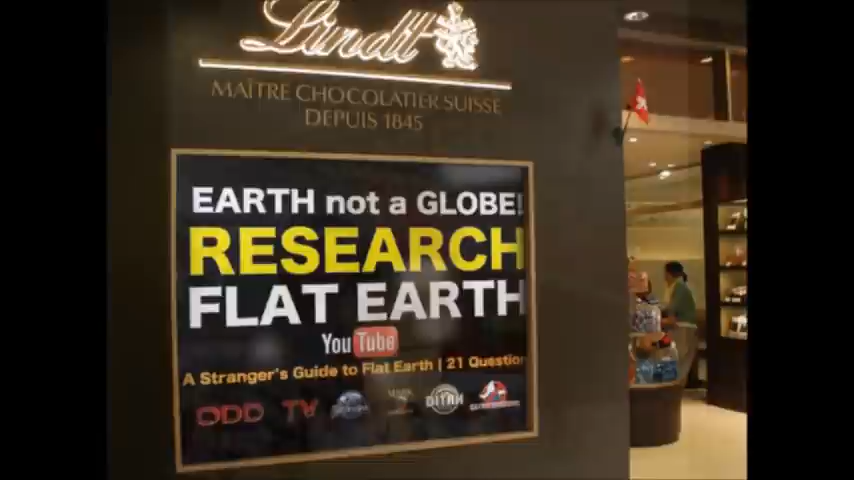 Lindt
MAÎTRE CHOCOLATIER SUISSE
DEPUIS 1845
EARTH not a GLOBE!
RESEARCH
FLAT EARTH
YouTube
A Stranger's Guide to Flat Earth | 21 Question
ODD TV
DITRH